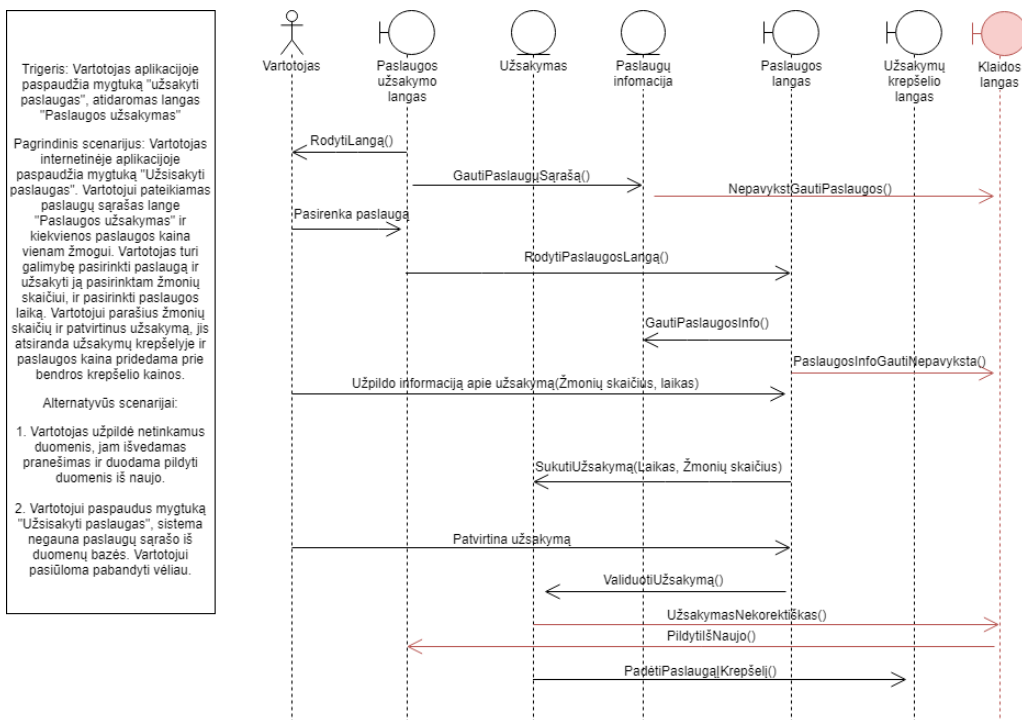 Trigeris: Vartotojas aplikacijoje
paspaudžia mygtuką "užsakyti
paslaugas", atidaromas langas
"Paslaugos užsakymas"
Pagrindinis scenarijus: Vartotojas
internetinėje aplikacijoje
paspaudžia mygtuką "Užsisakyti
paslaugas". Vartotojui pateikiamas
paslaugų sąrašas lange
"Paslaugos užsakymas" ir
kiekvienos paslaugos kaina
vienam žmogui. Vartotojas turi
galimybę pasirinkti paslaugą ir
užsakyti ją pasirinktam žmonių
skaičiui, ir pasirinkti paslaugos
laiką. Vartotojui parašius žmonių
skaičių ir patvirtinus užsakymą, jis
atsiranda užsakymų krepšelyje ir
paslaugos kaina pridedama prie
bendros krepšelio kainos.
Alternatyvūs scenarijai:
1. Vartotojas užpildė netinkamus
duomenis, jam išvedamas
pranešimas ir duodama pildyti
duomenis iš naujo.
2. Vartotojui paspaudus mygtuką
"Užsisakyti paslaugas", sistema
negauna paslaugų sąrašo iš
duomenų bazės. Vartotojui
pasiūloma pabandyti vėliau.
Vartotojas
Paslaugos
užsakymo
langas
Užsakymas
Paslaugų
infomacija
Paslaugos
langas
Užsakymų
krepšelio
langas
Klaidos
langas
RodytiLangą()
GautiPaslaugųSąrašą()
NepavykstGautiPaslaugos()
Pasirenka paslaugą
RodytiPaslaugosLangą()
GautiPaslaugosInfo()
PaslaugosInfoGautiNepavyksta()
Užpildo informaciją apie užsakymą(Žmonių skaičius, laikas)
SukutiUžsakymą(Laikas, Žmonių skaičius)
Patvirtina užsakymą
ValiduotiUžsakymą()
UžsakymasNekorektiškas()
PildytiIšNaujo()
PadėtiPaslaugąĮKrepšelį()